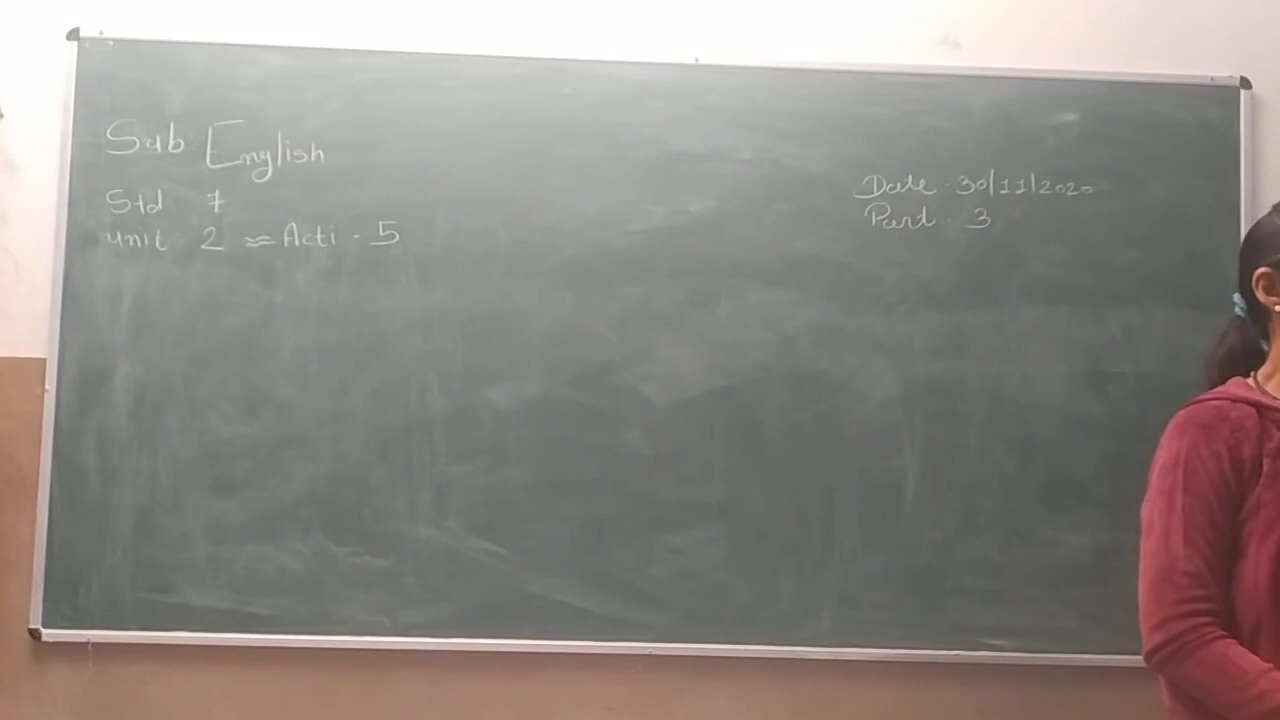 Sub English
Std 7
unit 2 ≈ Acti - 5
Date - 30/11/2020
Part - 3